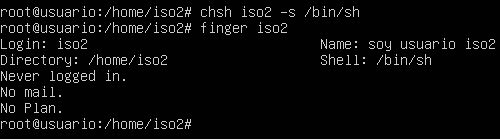 root@usuario:/home/iso2# chsh iso2 -s /bin/sh
root@usuario:/home/iso2# finger iso2
Login: iso2 Name: soy usuario iso2
Directory: /home/iso2 Shell: /bin/sh
Never logged in.
No mail.
No Plan.
root@usuario:/home/iso2#